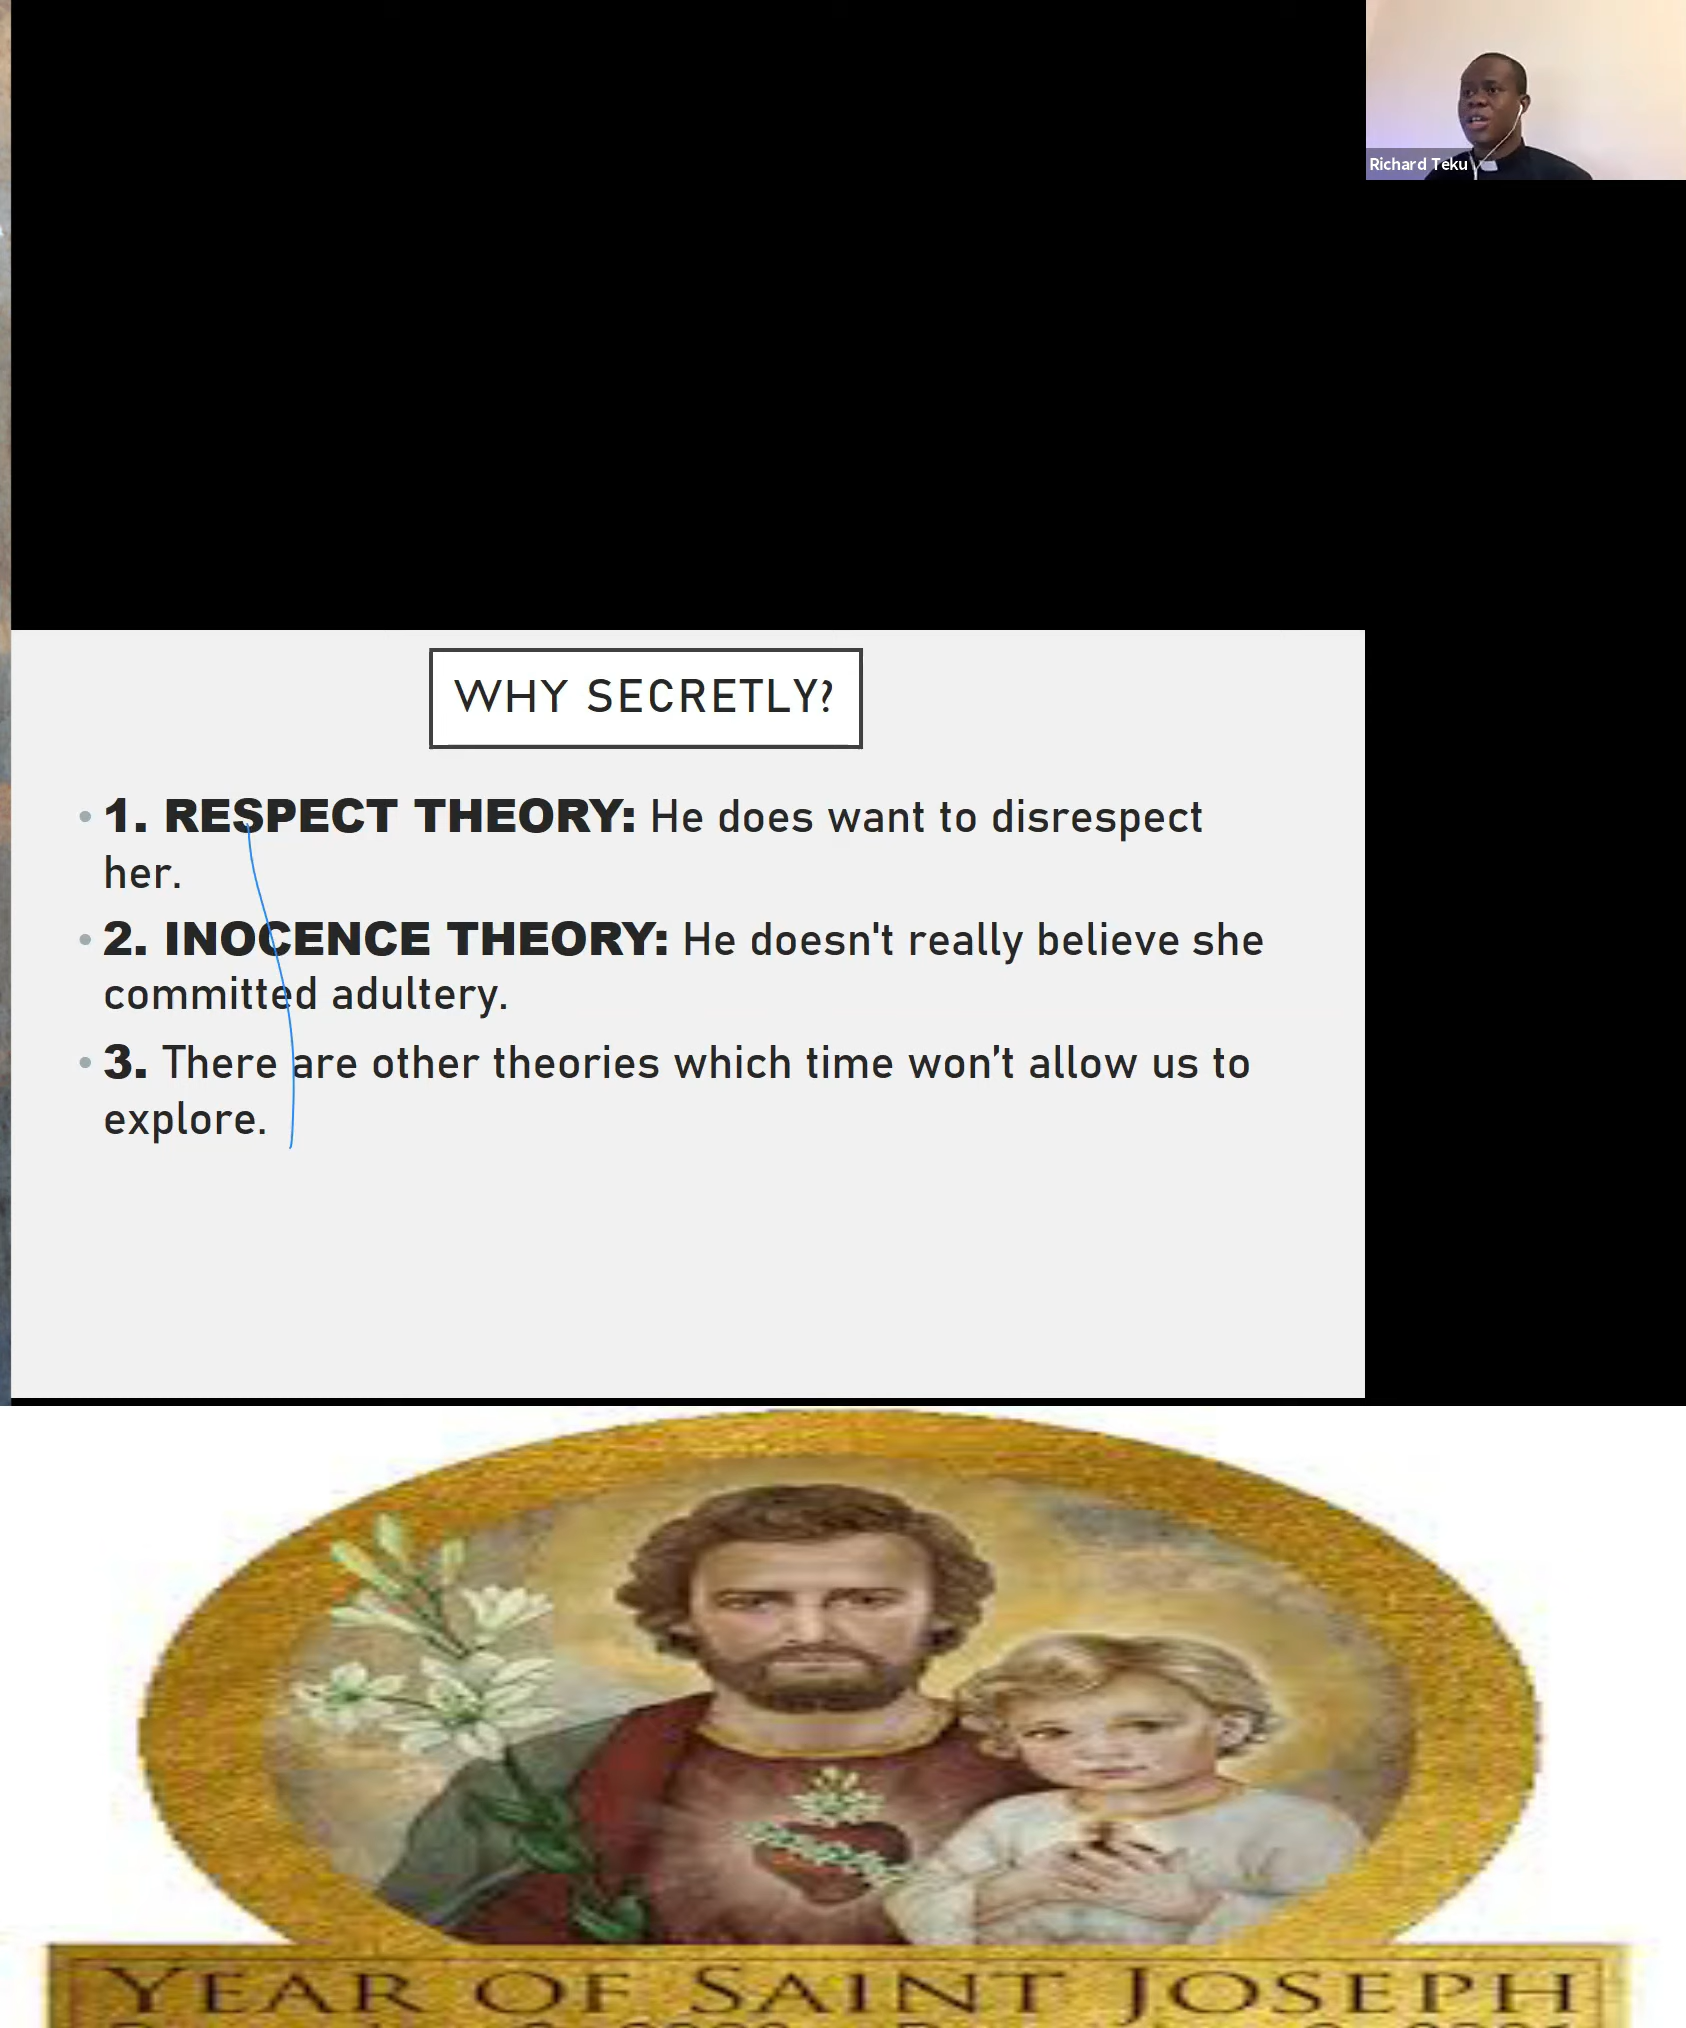 Richard Teku
WHY SECRETLY?
• 1. RESPECT THEORY: He does want to disrespect
her.
• 2. INOCENCE THEORY: He doesn't really believe she
committed adultery.
• 3. There are other theories which time won’t allow us to
explore.
YEAR OF SAINT JOSEPH